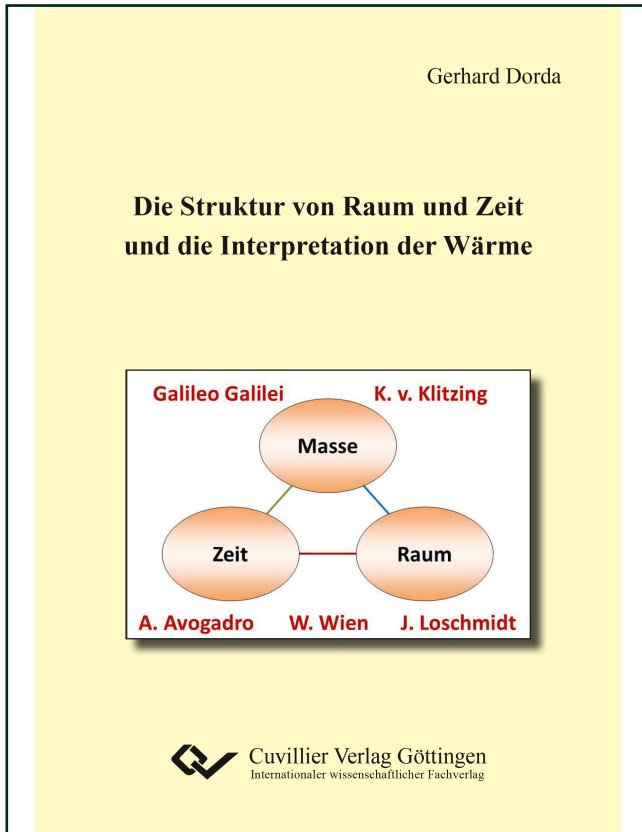 Gerhard Dorda
Die Struktur von Raum und Zeit
und die Interpretation der Wärme
Galileo Galilei K. v. Klitzing
Masse
Zeit Raum
A. Avogadro W. Wien J. Loschmidt
Cuvillier Verlag Göttingen
Internationaler wissenschaftlicher Fachverlag